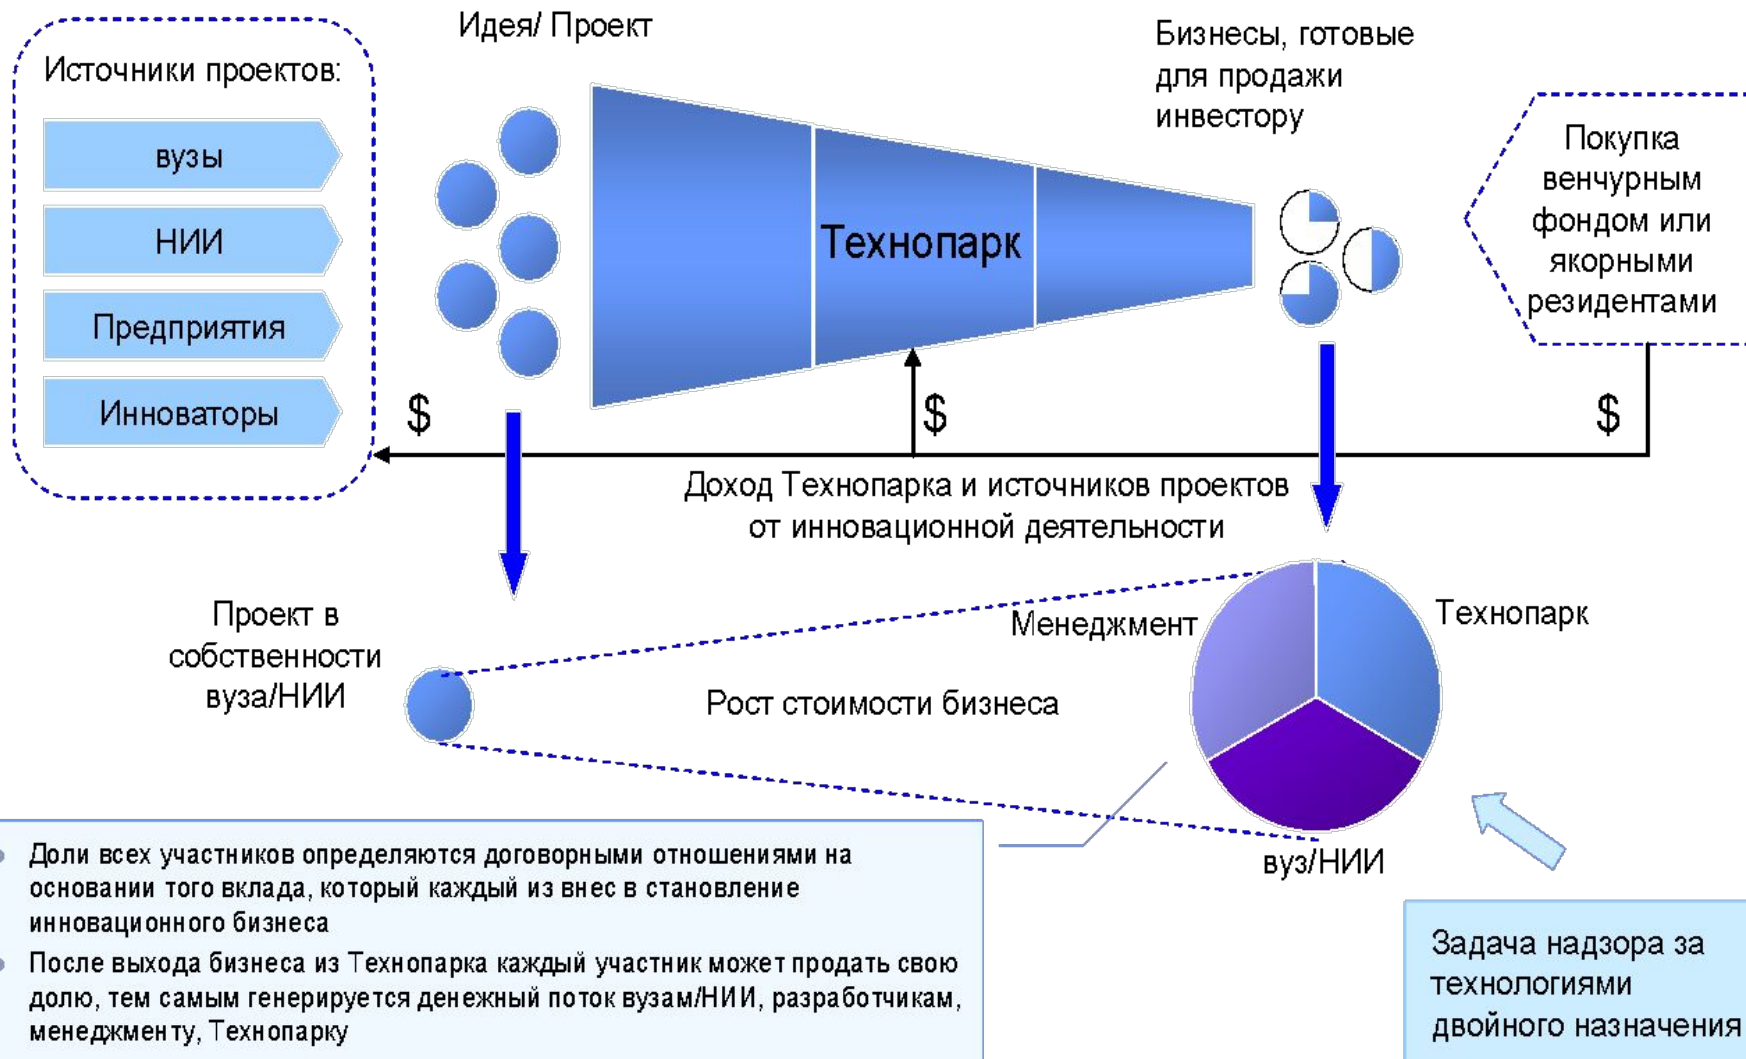 Идея/ Проект
Бизнесы, готовые
для продажи
инвестору
Источники проектов:
вузы
НИИ
Предприятия
Инноваторы
Технопарк
Покупка
венчурным
фондом или
якорными
резидентами
$
$
$
Доход Технопарка и источников проектов
от инновационной деятельности
Проект в
собственности
вуза/НИИ
Рост стоимости бизнеса
Менеджмент
Технопарк
вуз/НИИ
Доли всех участников определяются договорными отношениями на
основании того вклада, который каждый из внес в становление
инновационного бизнеса
После выхода бизнеса из Технопарка каждый участник может продать свою
долю, тем самым генерируется денежный поток вузам/НИИ, разработчикам,
менеджменту, Технопарку
Задача надзора за
технологиями
двойного назначения